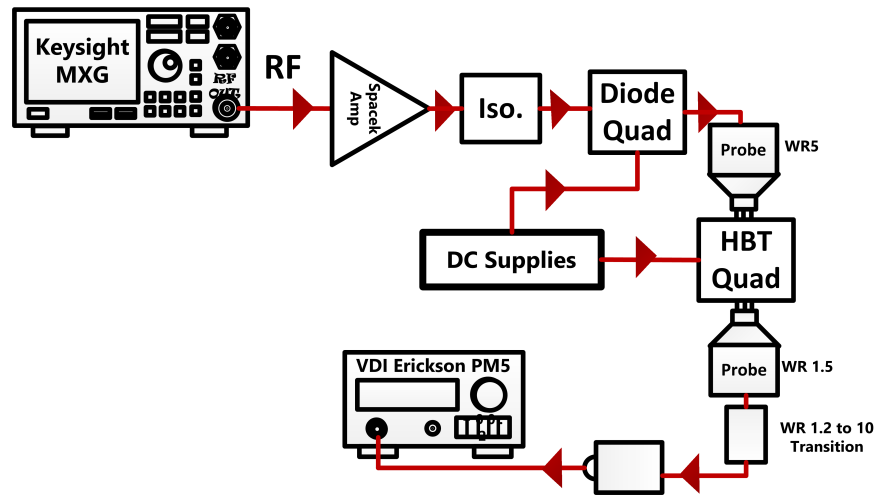 Keysight
MXG
RF
OUT
RF
Spacek
Amp
Iso.
Diode
Quad
Probe
WR5
HBT
Quad
DC Supplies
VDI Erickson PM5
Probe
WR 1.5
WR 1.2 to 10
Transition